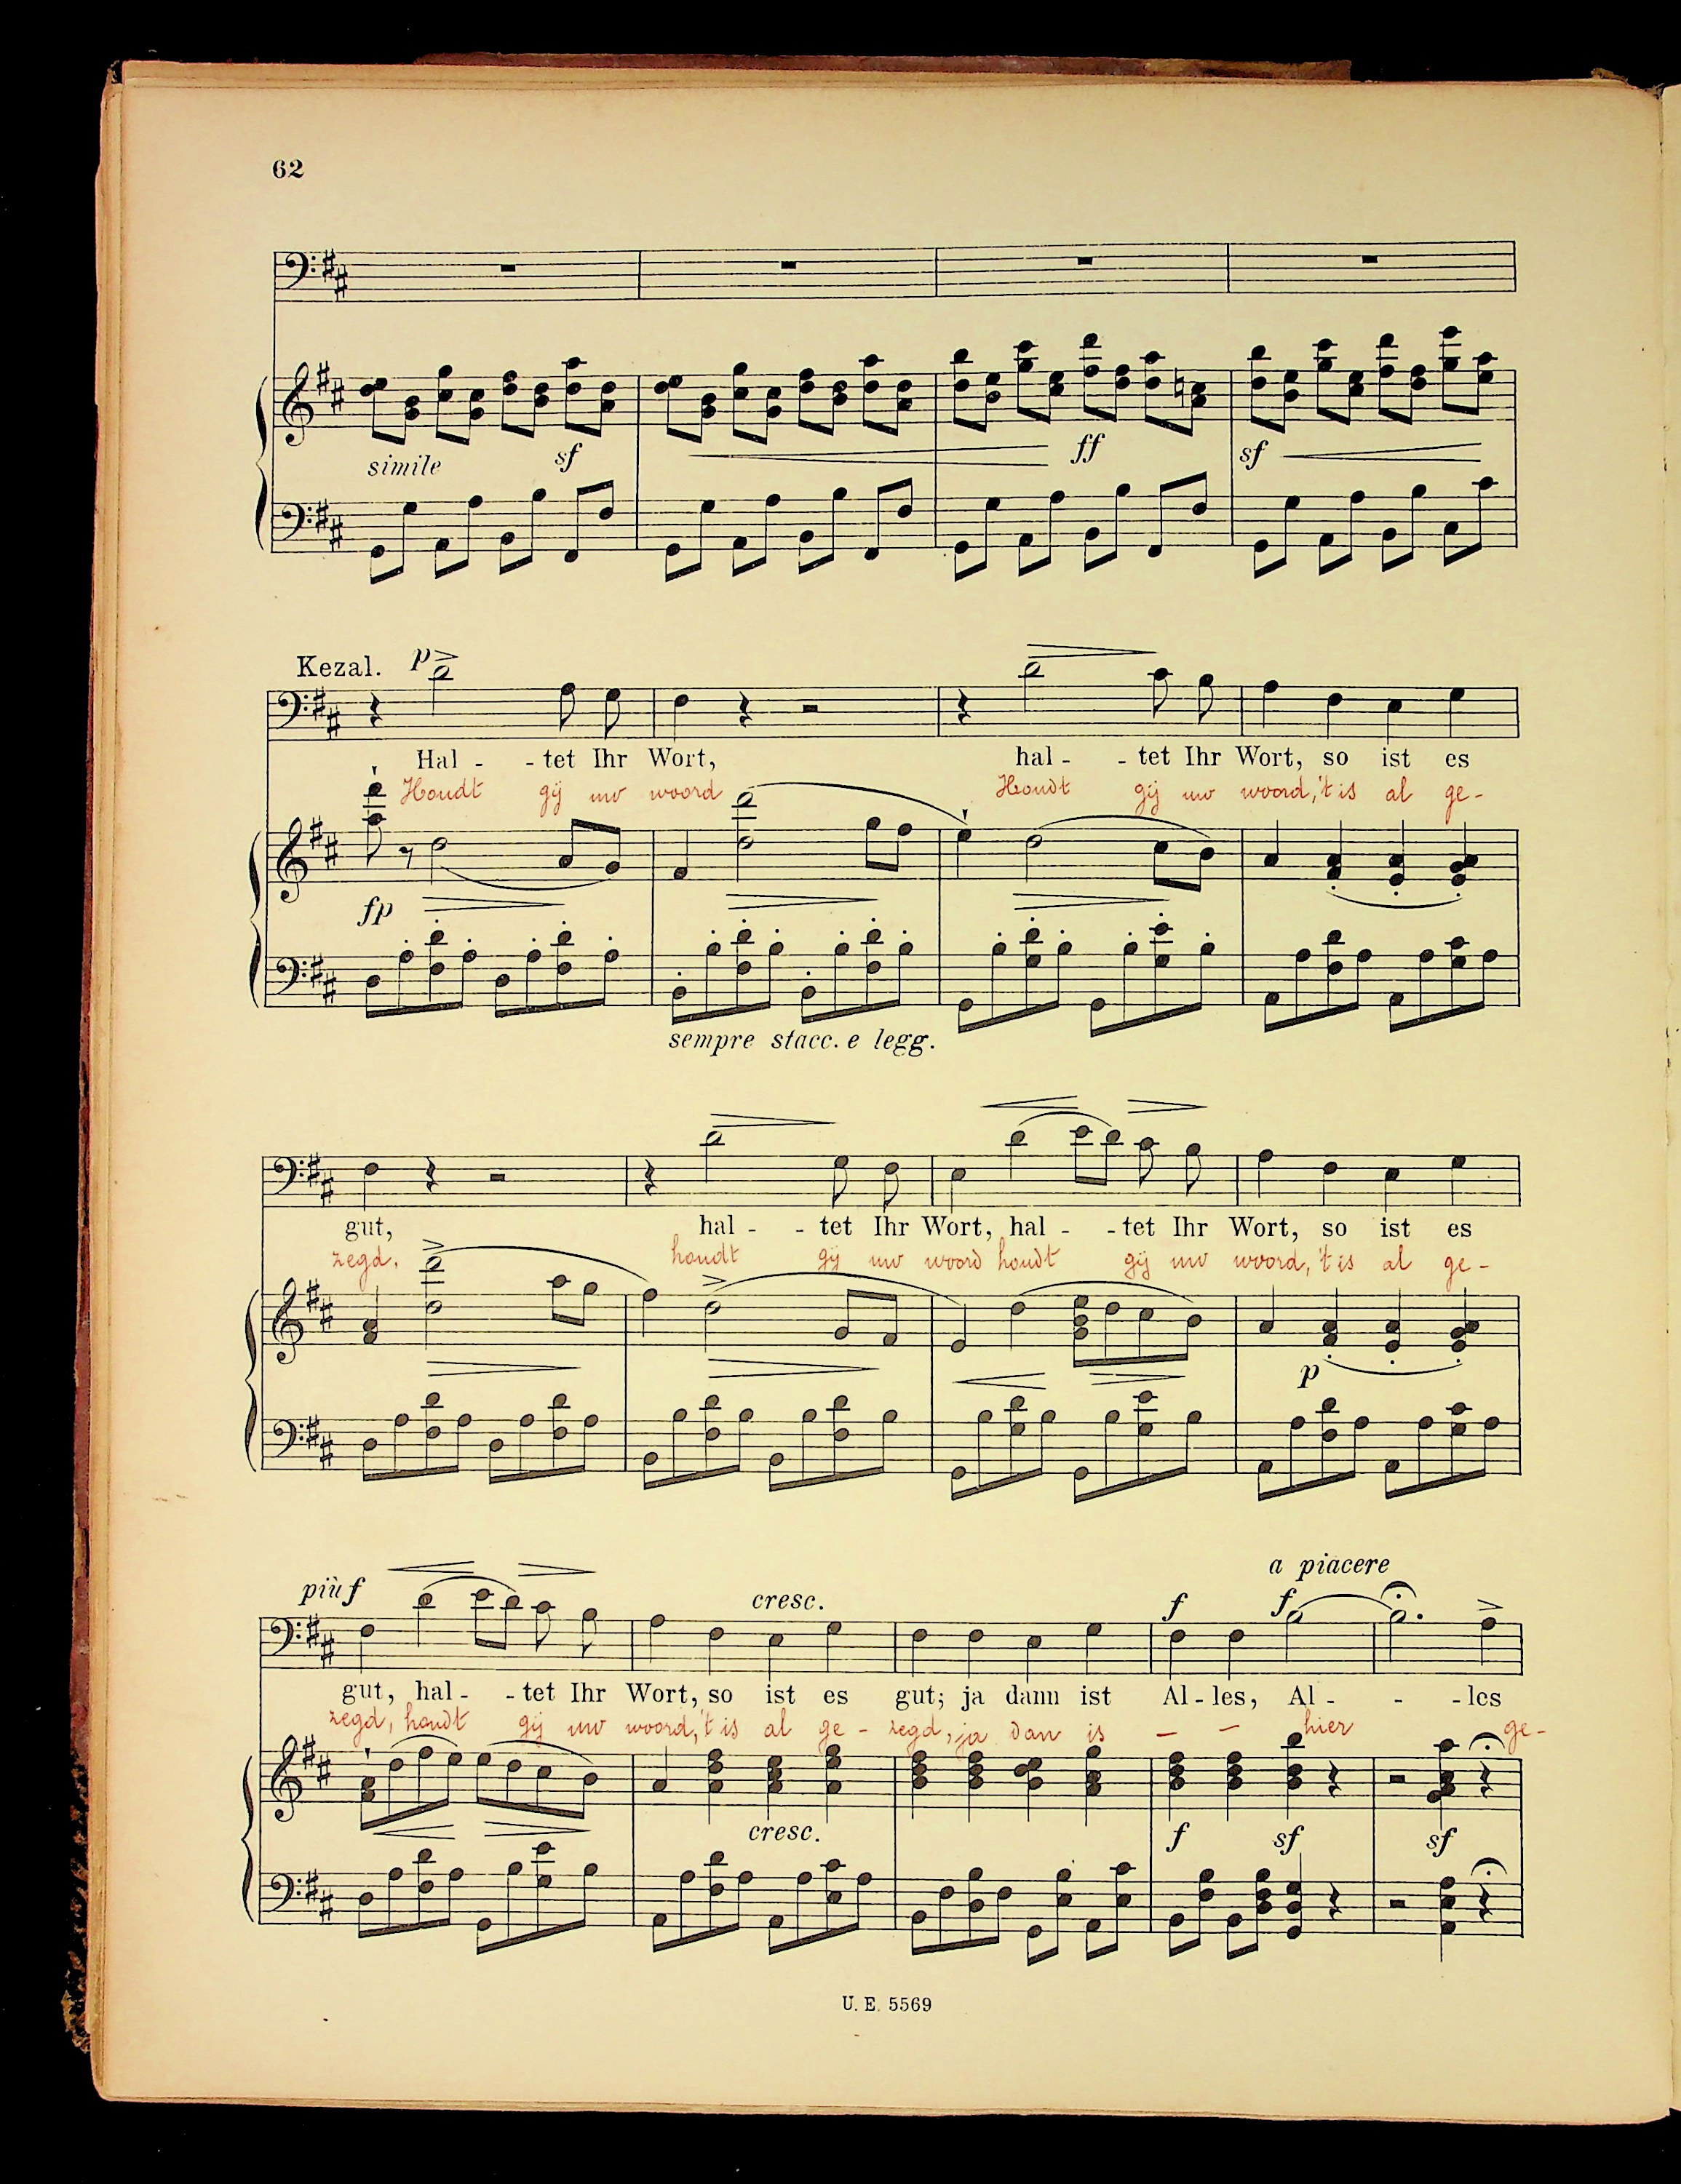 62
simile sf ff sf
Kezal. p
Hal - - tet Ihr Wort, hal - - tet Ihr Wort, so ist es
Houdt gij uw woord Houdt gij uw woord, 't is al ge-
fp
sempre stacc. e legg.
gut, hal - - tet Ihr Wort, hal - - tet Ihr Wort, so ist es
zegd. houdt gij uw woord houdt gij uw woord, 't is al ge-
p
a piacere
più f cresc. f f
gut, hal - - tet Ihr Wort, so ist es gut; ja dann ist Al - les, Al - - - les
zegd, houdt gij uw woord, 't is al ge - zegd, ja dan is — — hier ge-
cresc. f sf sf
U. E. 5569